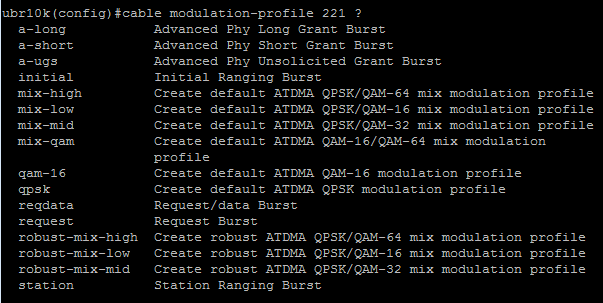 ubr10k(config)#cable modulation-profile 221 ?
a-long Advanced Phy Long Grant Burst
a-short Advanced Phy Short Grant Burst
a-ugs Advanced Phy Unsolicited Grant Burst
initial Initial Ranging Burst
mix-high Create default ATDMA QPSK/QAM-64 mix modulation profile
mix-low Create default ATDMA QPSK/QAM-16 mix modulation profile
mix-mid Create default ATDMA QPSK/QAM-32 mix modulation profile
mix-qam Create default ATDMA QAM-16/QAM-64 mix modulation
profile
qam-16 Create default ATDMA QAM-16 modulation profile
qpsk Create default ATDMA QPSK modulation profile
reqdata Request/data Burst
request Request Burst
robust-mix-high Create robust ATDMA QPSK/QAM-64 mix modulation profile
robust-mix-low Create robust ATDMA QPSK/QAM-16 mix modulation profile
robust-mix-mid Create robust ATDMA QPSK/QAM-32 mix modulation profile
station Station Ranging Burst